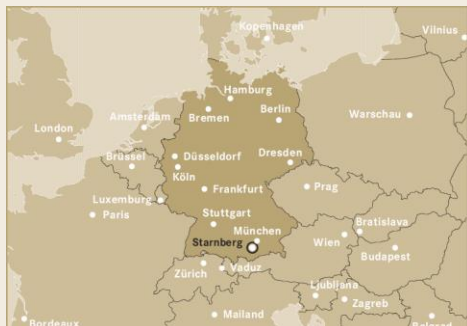 Kopenhagen
Vilnius
Hamburg
Bremen
Berlin
Amsterdam
Warschau
London
Brüssel
Düsseldorf
Dresden
Köln
Prag
Luxemburg
Frankfurt
Paris
Stuttgart
Bratislava
München
Wien
Starnberg
Budapest
Zürich
Vaduz
Ljubljana
Zagreb
Mailand
Bordeaux